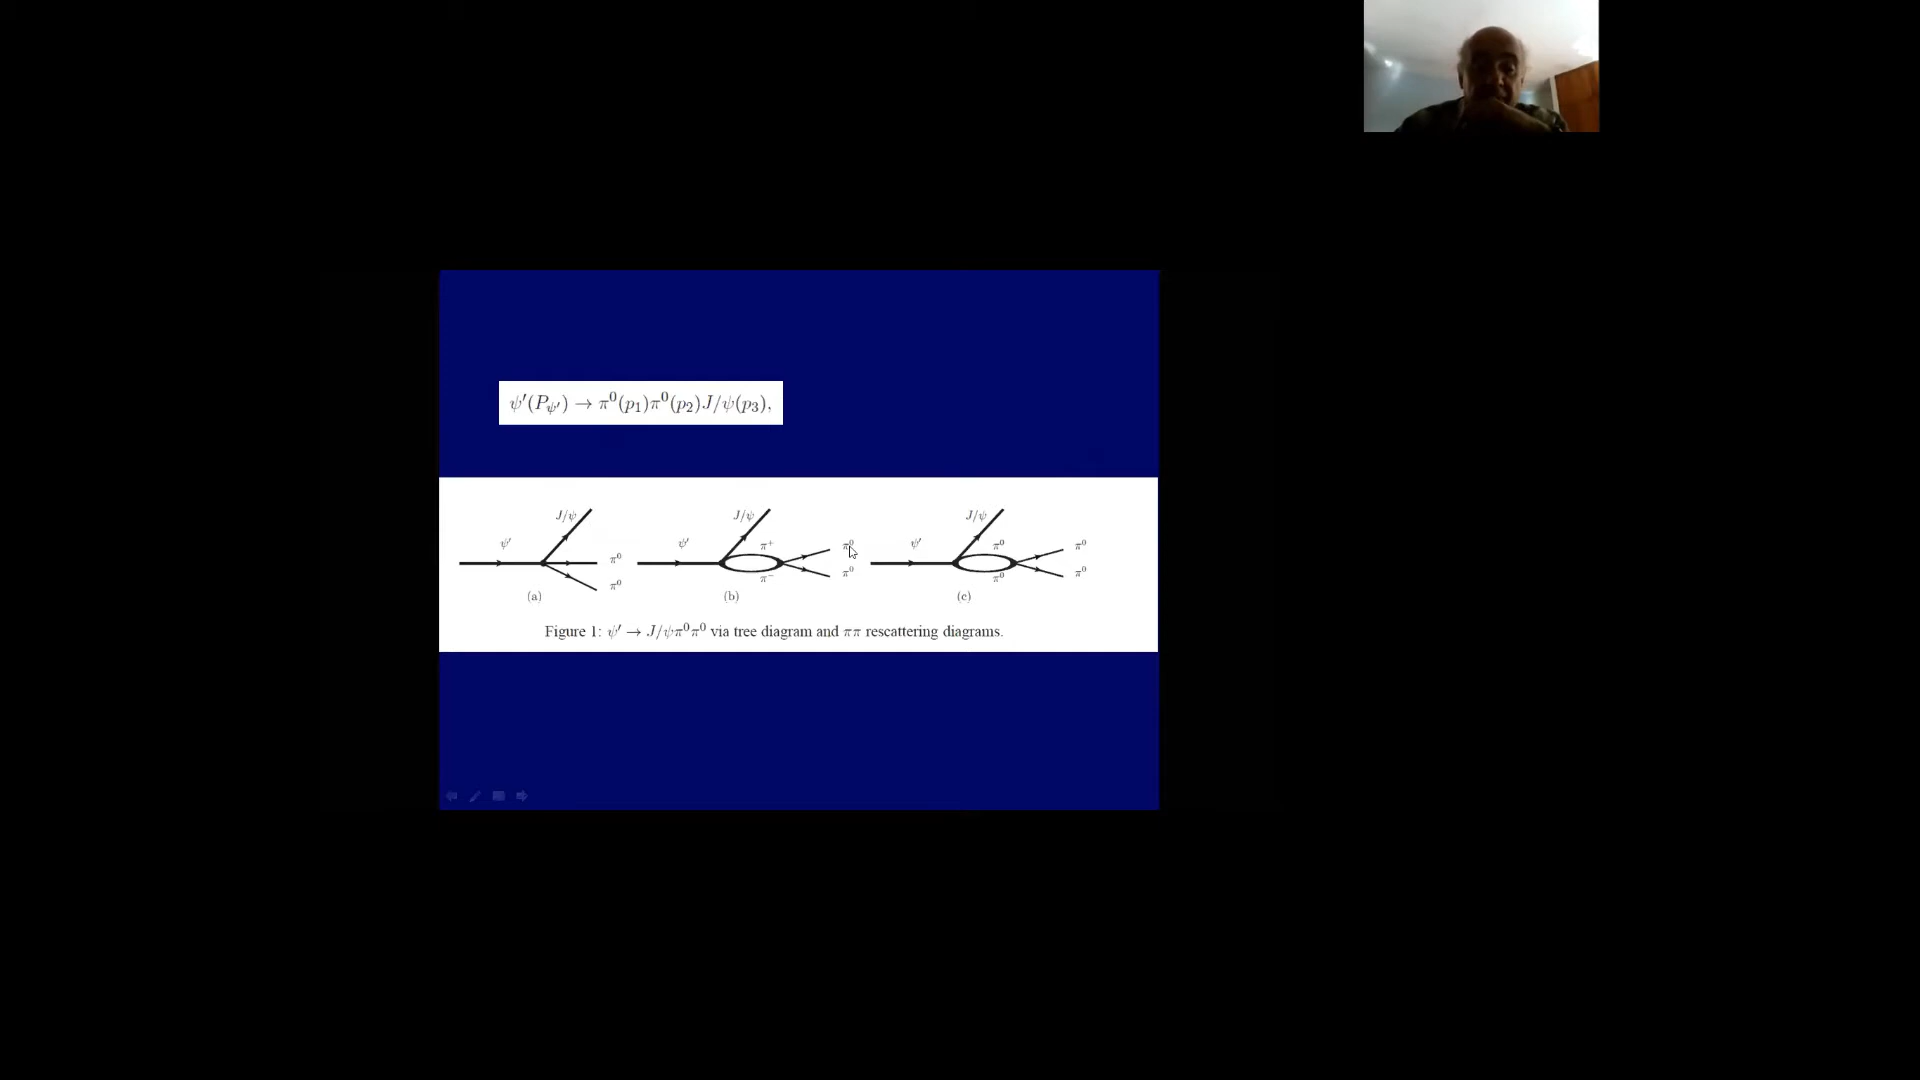 ψ′(P_ψ′) → π⁰(p₁)π⁰(p₂)J/ψ(p₃),
J/ψ J/ψ J/ψ
ψ′ π⁰ π⁰ ψ′ π⁺ π⁻ π⁰ π⁰ ψ′ π⁰ π⁰ π⁰ π⁰
(a) (b) (c)
Figure 1: ψ′ → J/ψπ⁰π⁰ via tree diagram and ππ rescattering diagrams.